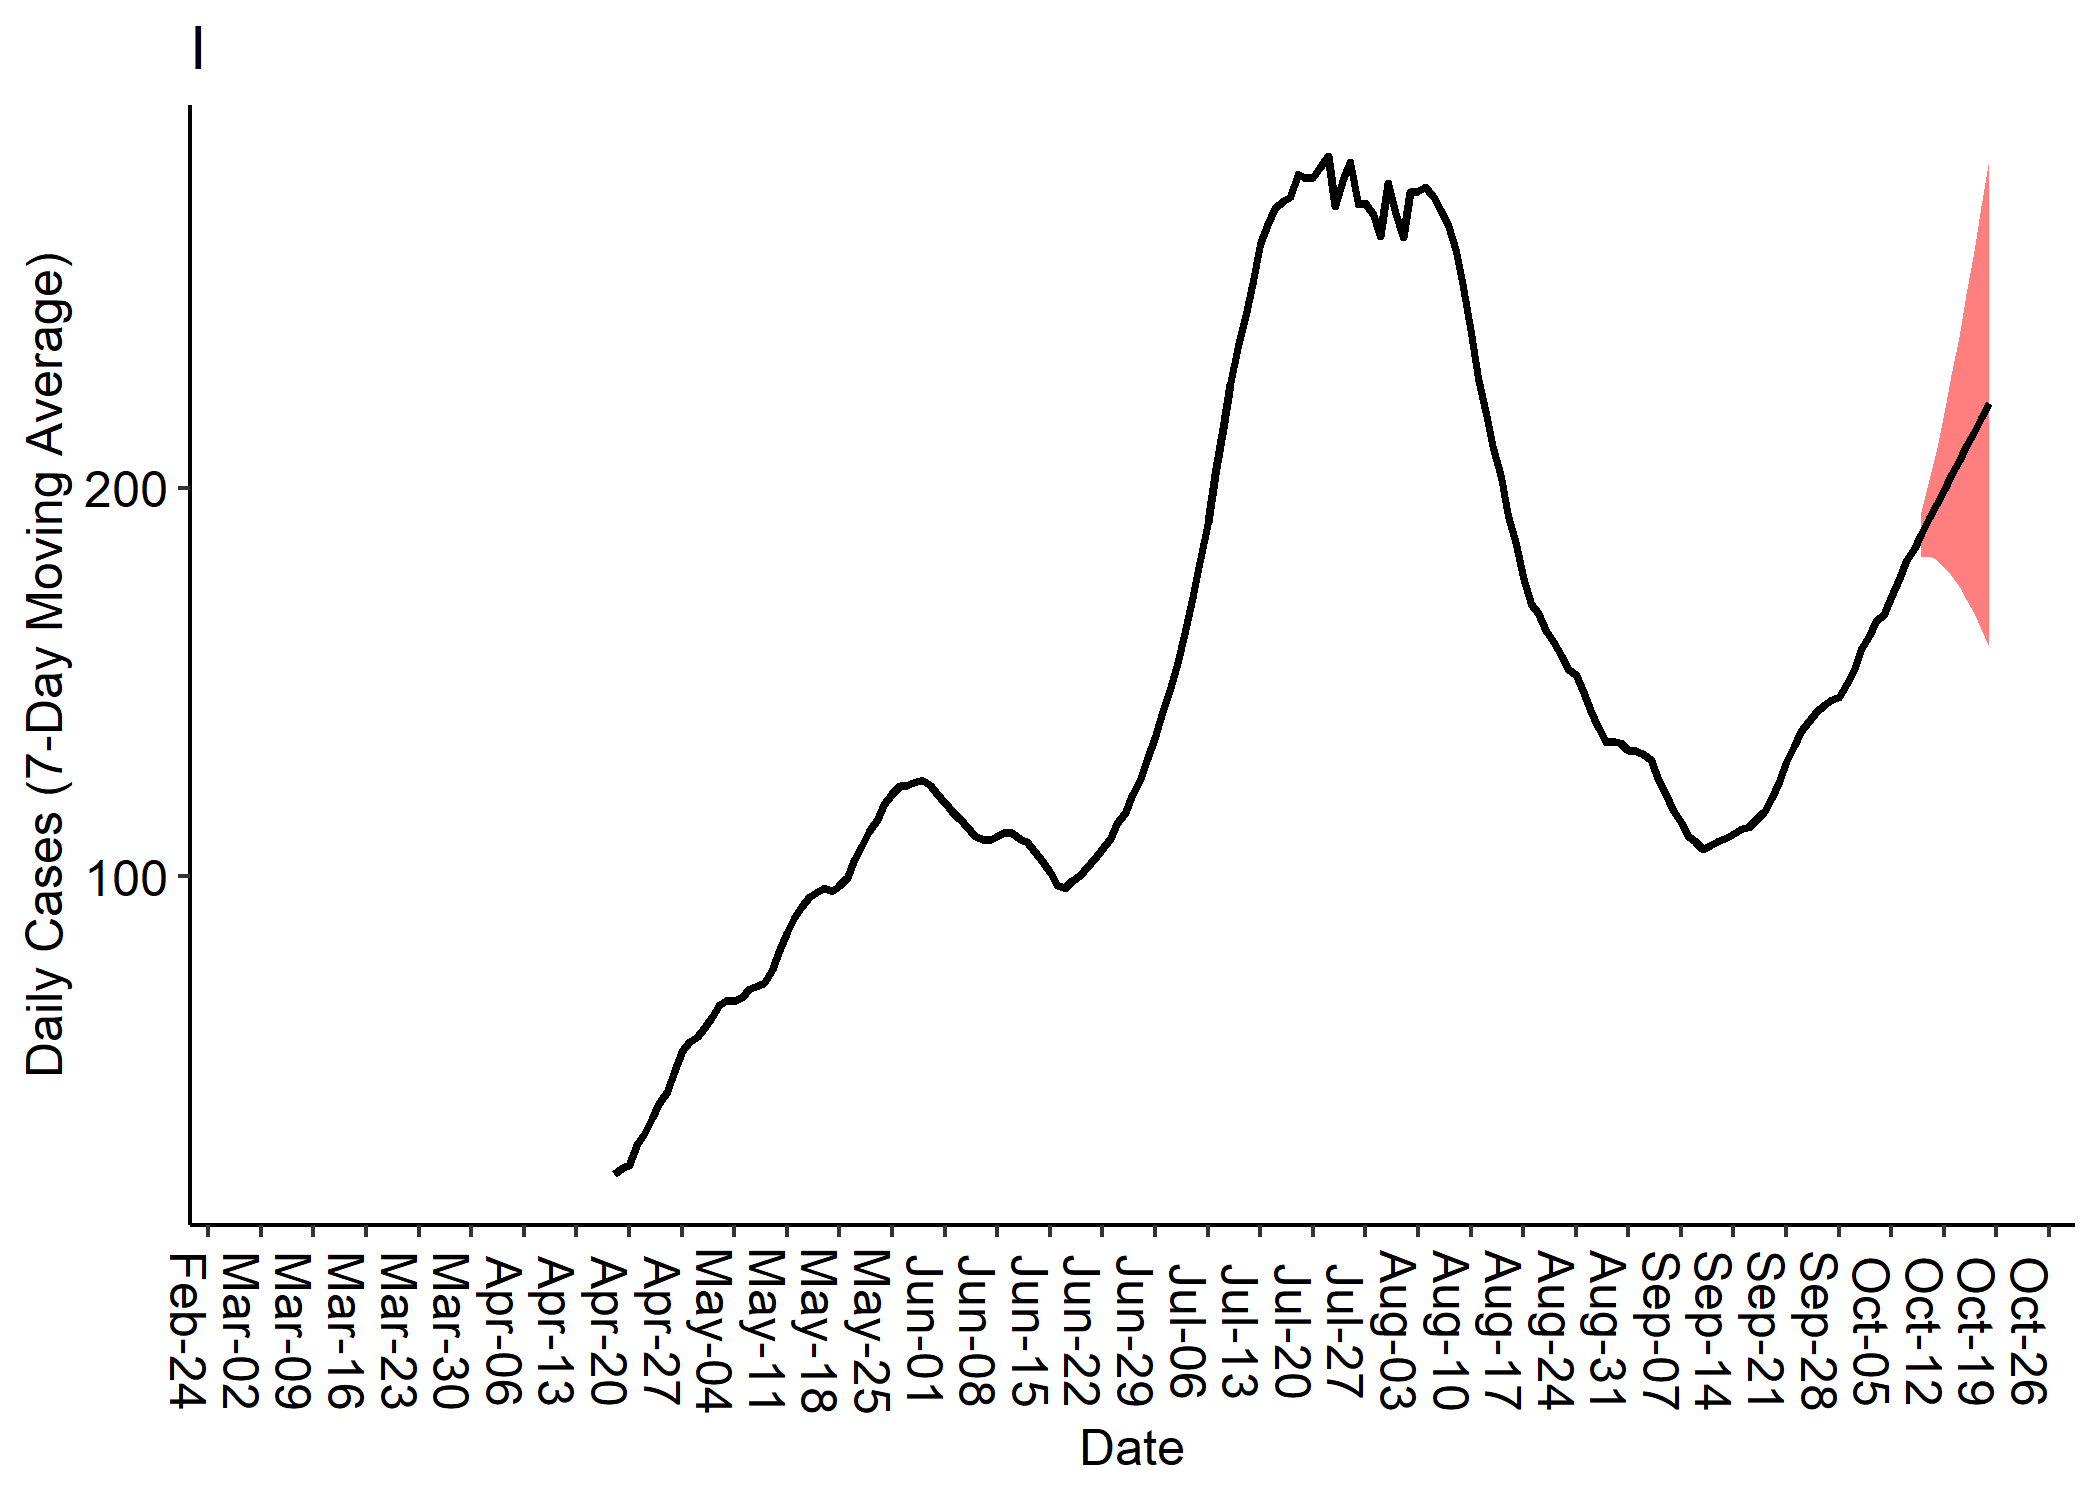 I
Daily Cases (7-Day Moving Average)
200
100
Feb-24
Mar-02
Mar-09
Mar-16
Mar-23
Mar-30
Apr-06
Apr-13
Apr-20
Apr-27
May-04
May-11
May-18
May-25
Jun-01
Jun-08
Jun-15
Jun-22
Jun-29
Jul-06
Jul-13
Jul-20
Jul-27
Aug-03
Aug-10
Aug-17
Aug-24
Aug-31
Sep-07
Sep-14
Sep-21
Sep-28
Oct-05
Oct-12
Oct-19
Oct-26
Date